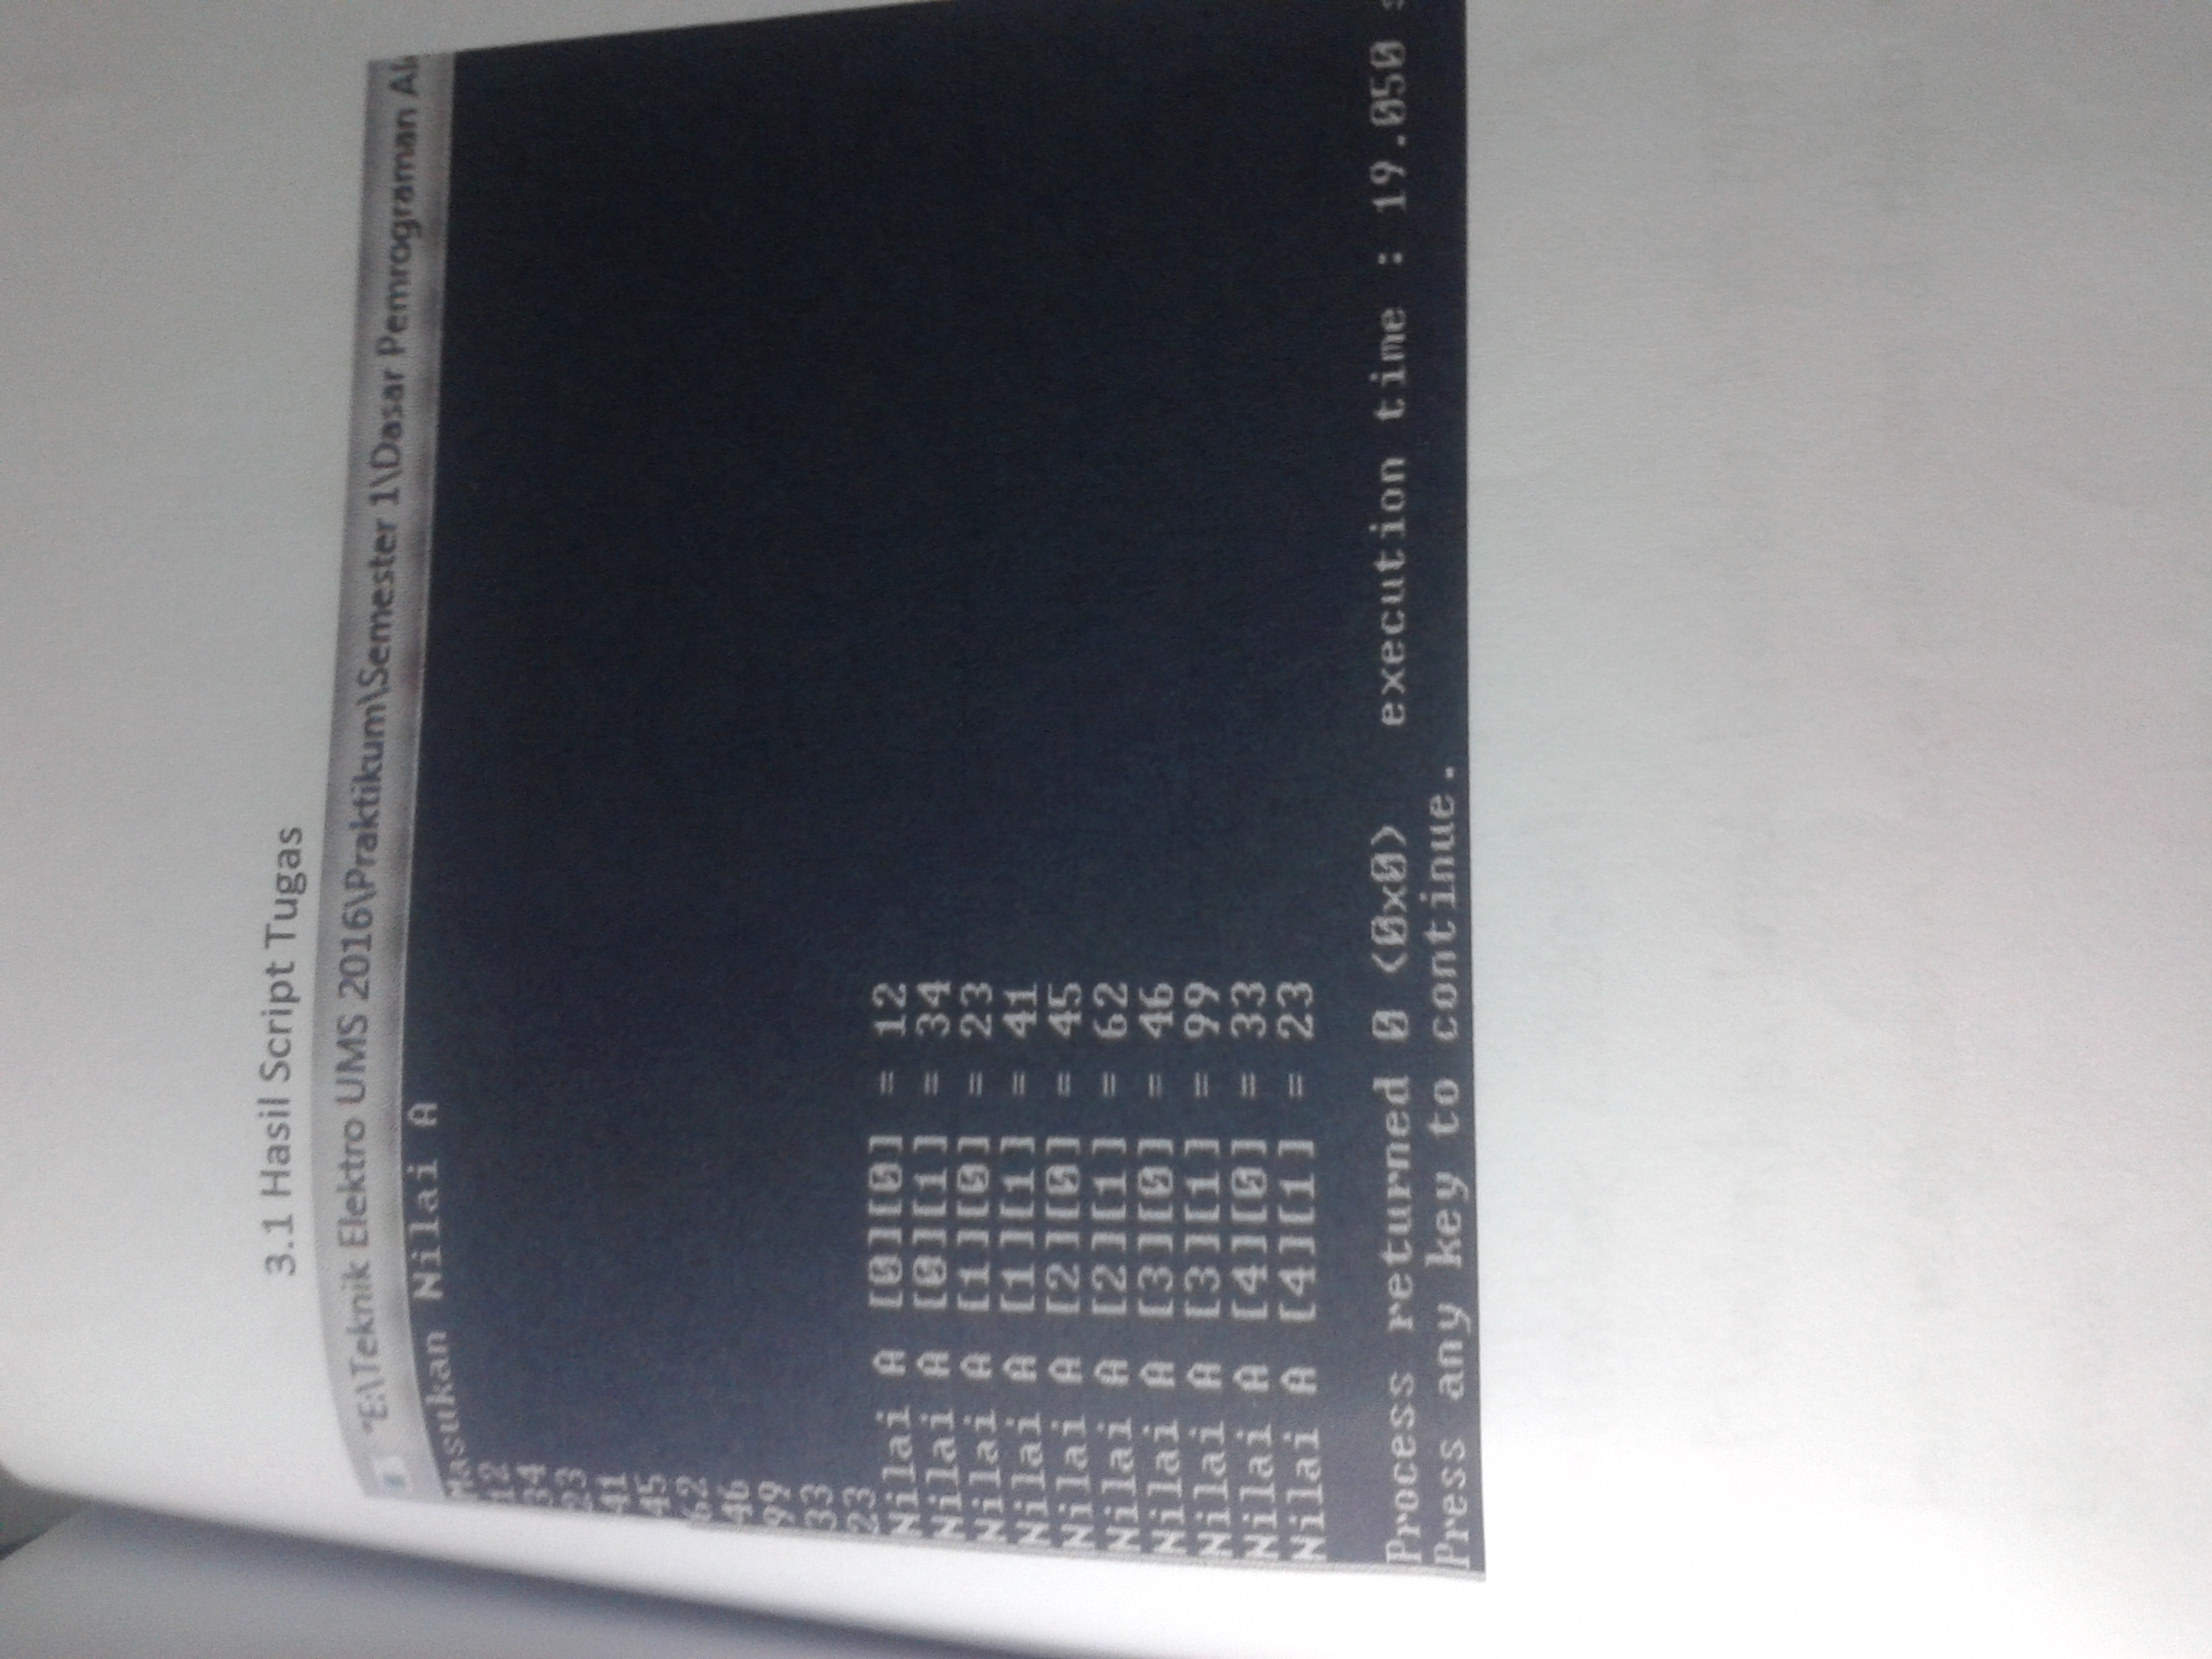 3.1 Hasil Script Tugas
"E:\Teknik Elektro UMS 2016\Praktikum\Semester 1\Dasar Pemrograman
Masukan Nilai A
12
34
23
41
45
62
46
99
33
23
Nilai A [0][0] = 12
Nilai A [0][1] = 34
Nilai A [1][0] = 23
Nilai A [1][1] = 41
Nilai A [2][0] = 45
Nilai A [2][1] = 62
Nilai A [3][0] = 46
Nilai A [3][1] = 99
Nilai A [4][0] = 33
Nilai A [4][1] = 23
Process returned 0 (0x0)   execution time : 19.050 s
Press any key to continue.